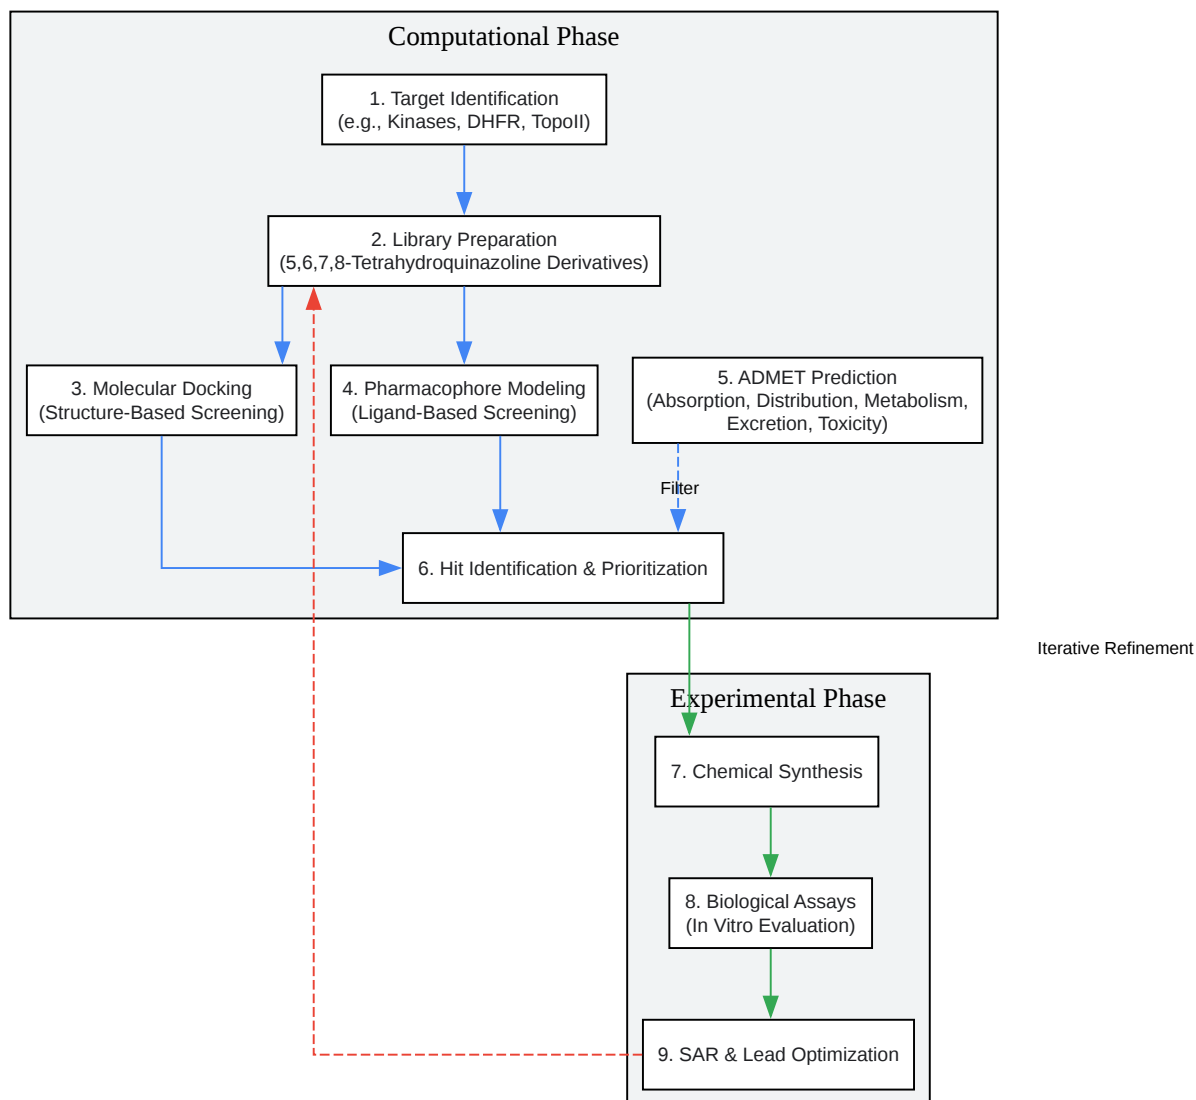 Computational Phase
1. Target Identification
(e.g., Kinases, DHFR, TopoII)
2. Library Preparation
(5,6,7,8-Tetrahydroquinazoline Derivatives)
3. Molecular Docking
(Structure-Based Screening)
4. Pharmacophore Modeling
(Ligand-Based Screening)
5. ADMET Prediction
(Absorption, Distribution, Metabolism,
Excretion, Toxicity)
Filter
6. Hit Identification & Prioritization
Iterative Refinement
Experimental Phase
7. Chemical Synthesis
8. Biological Assays
(In Vitro Evaluation)
9. SAR & Lead Optimization